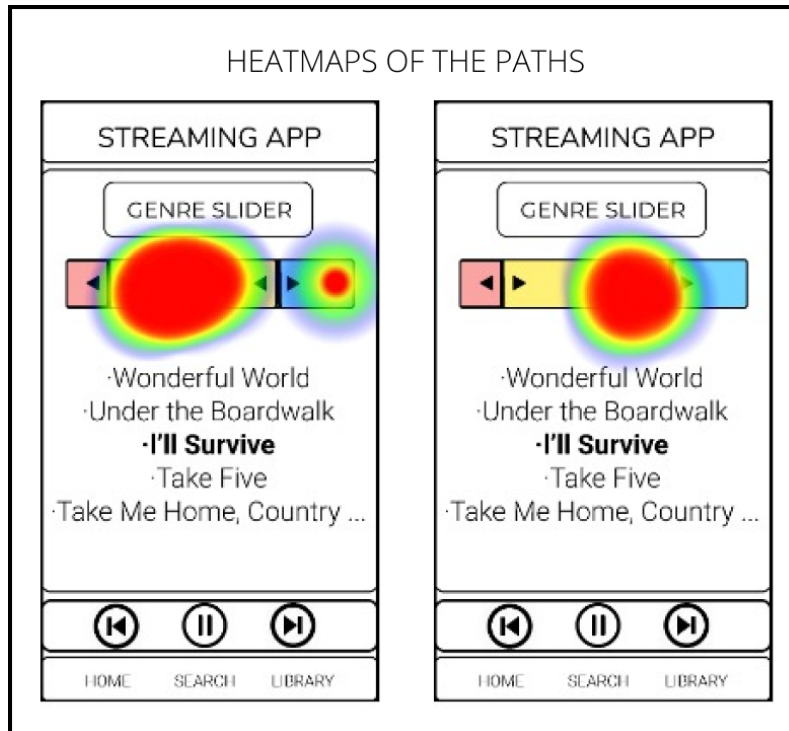 HEATMAPS OF THE PATHS
STREAMING APP
GENRE SLIDER
·Wonderful World
·Under the Boardwalk
·I'll Survive
·Take Five
·Take Me Home, Country ...
HOME SEARCH LIBRARY
STREAMING APP
GENRE SLIDER
·Wonderful World
·Under the Boardwalk
·I'll Survive
·Take Five
·Take Me Home, Country ...
HOME SEARCH LIBRARY